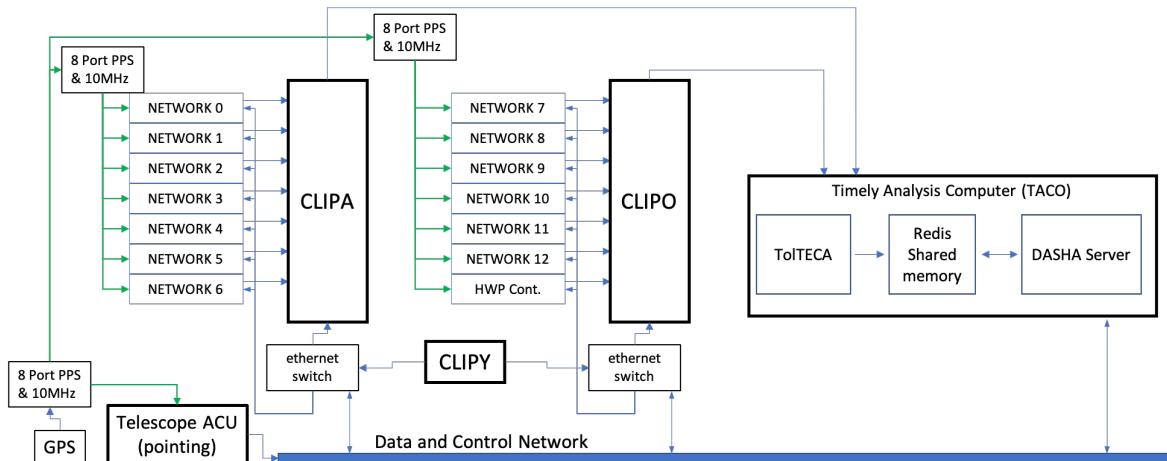 8 Port PPS
& 10MHz
8 Port PPS
& 10MHz
NETWORK 0
NETWORK 1
NETWORK 2
NETWORK 3
NETWORK 4
NETWORK 5
NETWORK 6
CLIPA
NETWORK 7
NETWORK 8
NETWORK 9
NETWORK 10
NETWORK 11
NETWORK 12
HWP Cont.
CLIPO
Timely Analysis Computer (TACO)
TolTECA
Redis
Shared
memory
DASHA Server
ethernet
switch
CLIPY
ethernet
switch
8 Port PPS
& 10MHz
GPS
Telescope ACU
(pointing)
Data and Control Network